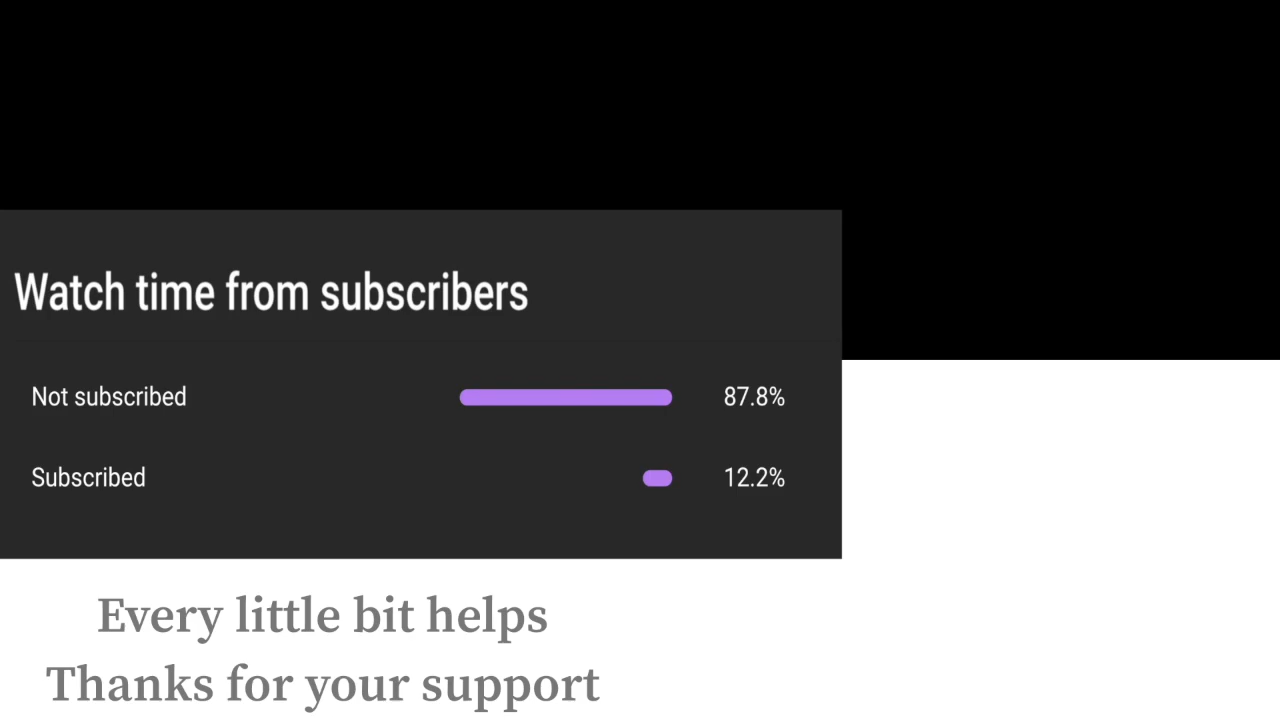 Watch time from subscribers
Not subscribed 87.8%
Subscribed 12.2%
Every little bit helps
Thanks for your support